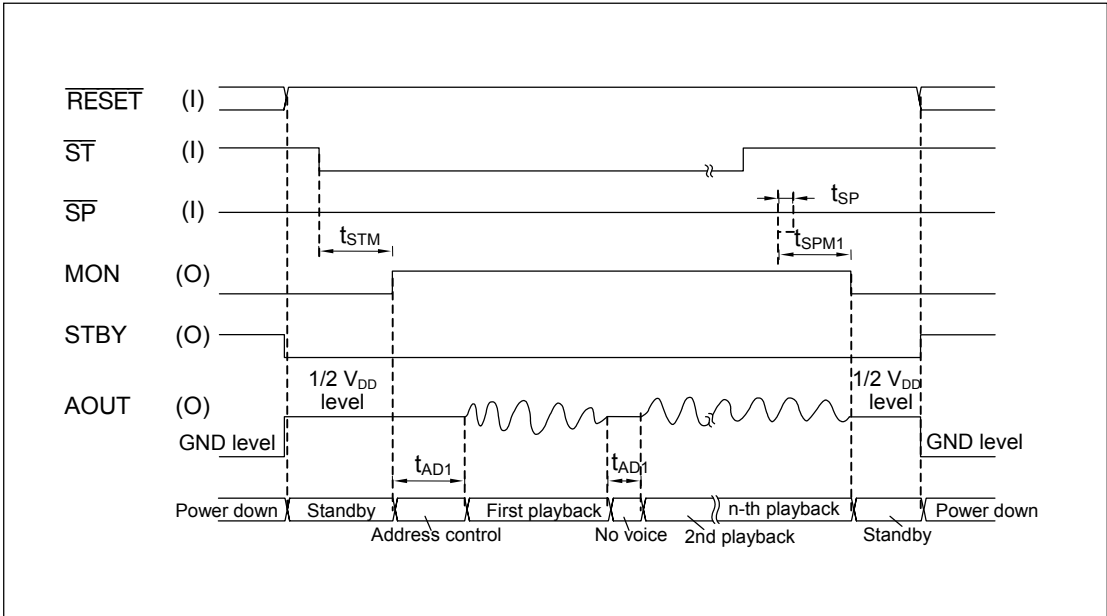 RESET (I)
ST (I)
tSP
SP (I)
tSTM tSPM1
MON (O)
STBY (O)
1/2 VDD level 1/2 VDD level
AOUT (O)
GND level GND level
tAD1 tAD1
Power down Standby First playback n-th playback Power down
Address control No voice 2nd playback Standby